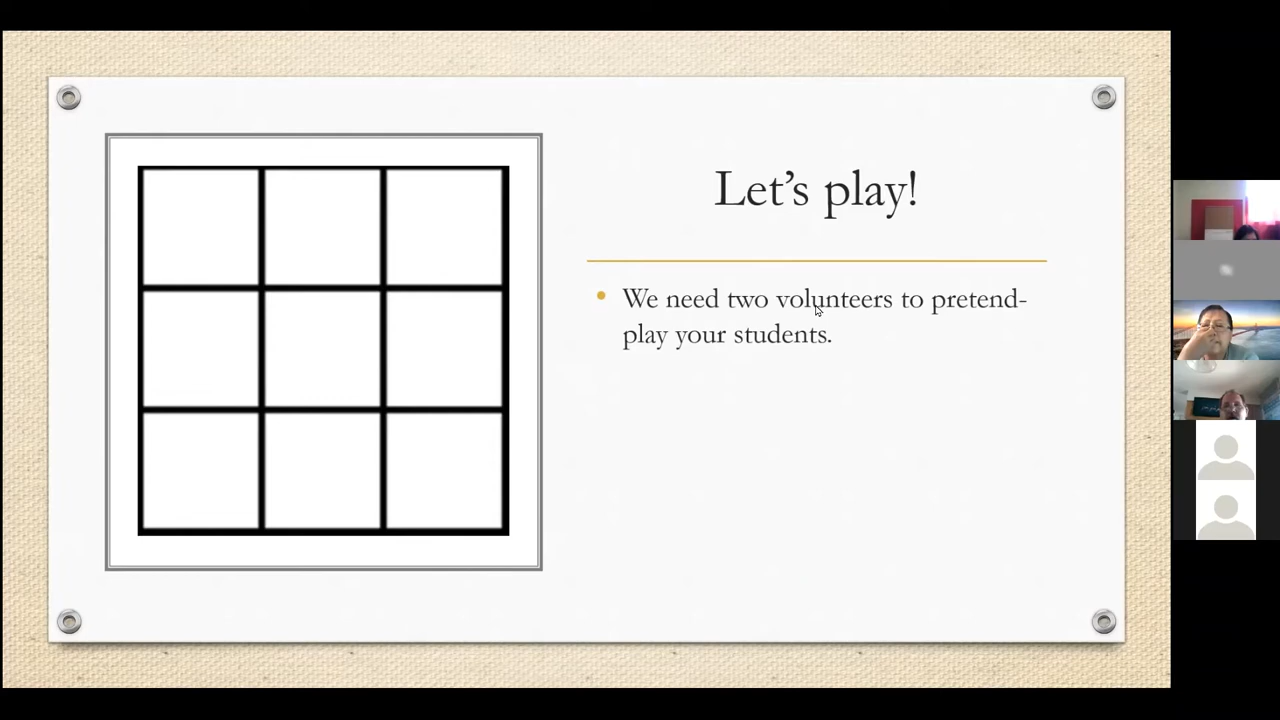 Let’s play!
We need two volunteers to pretend-
play your students.